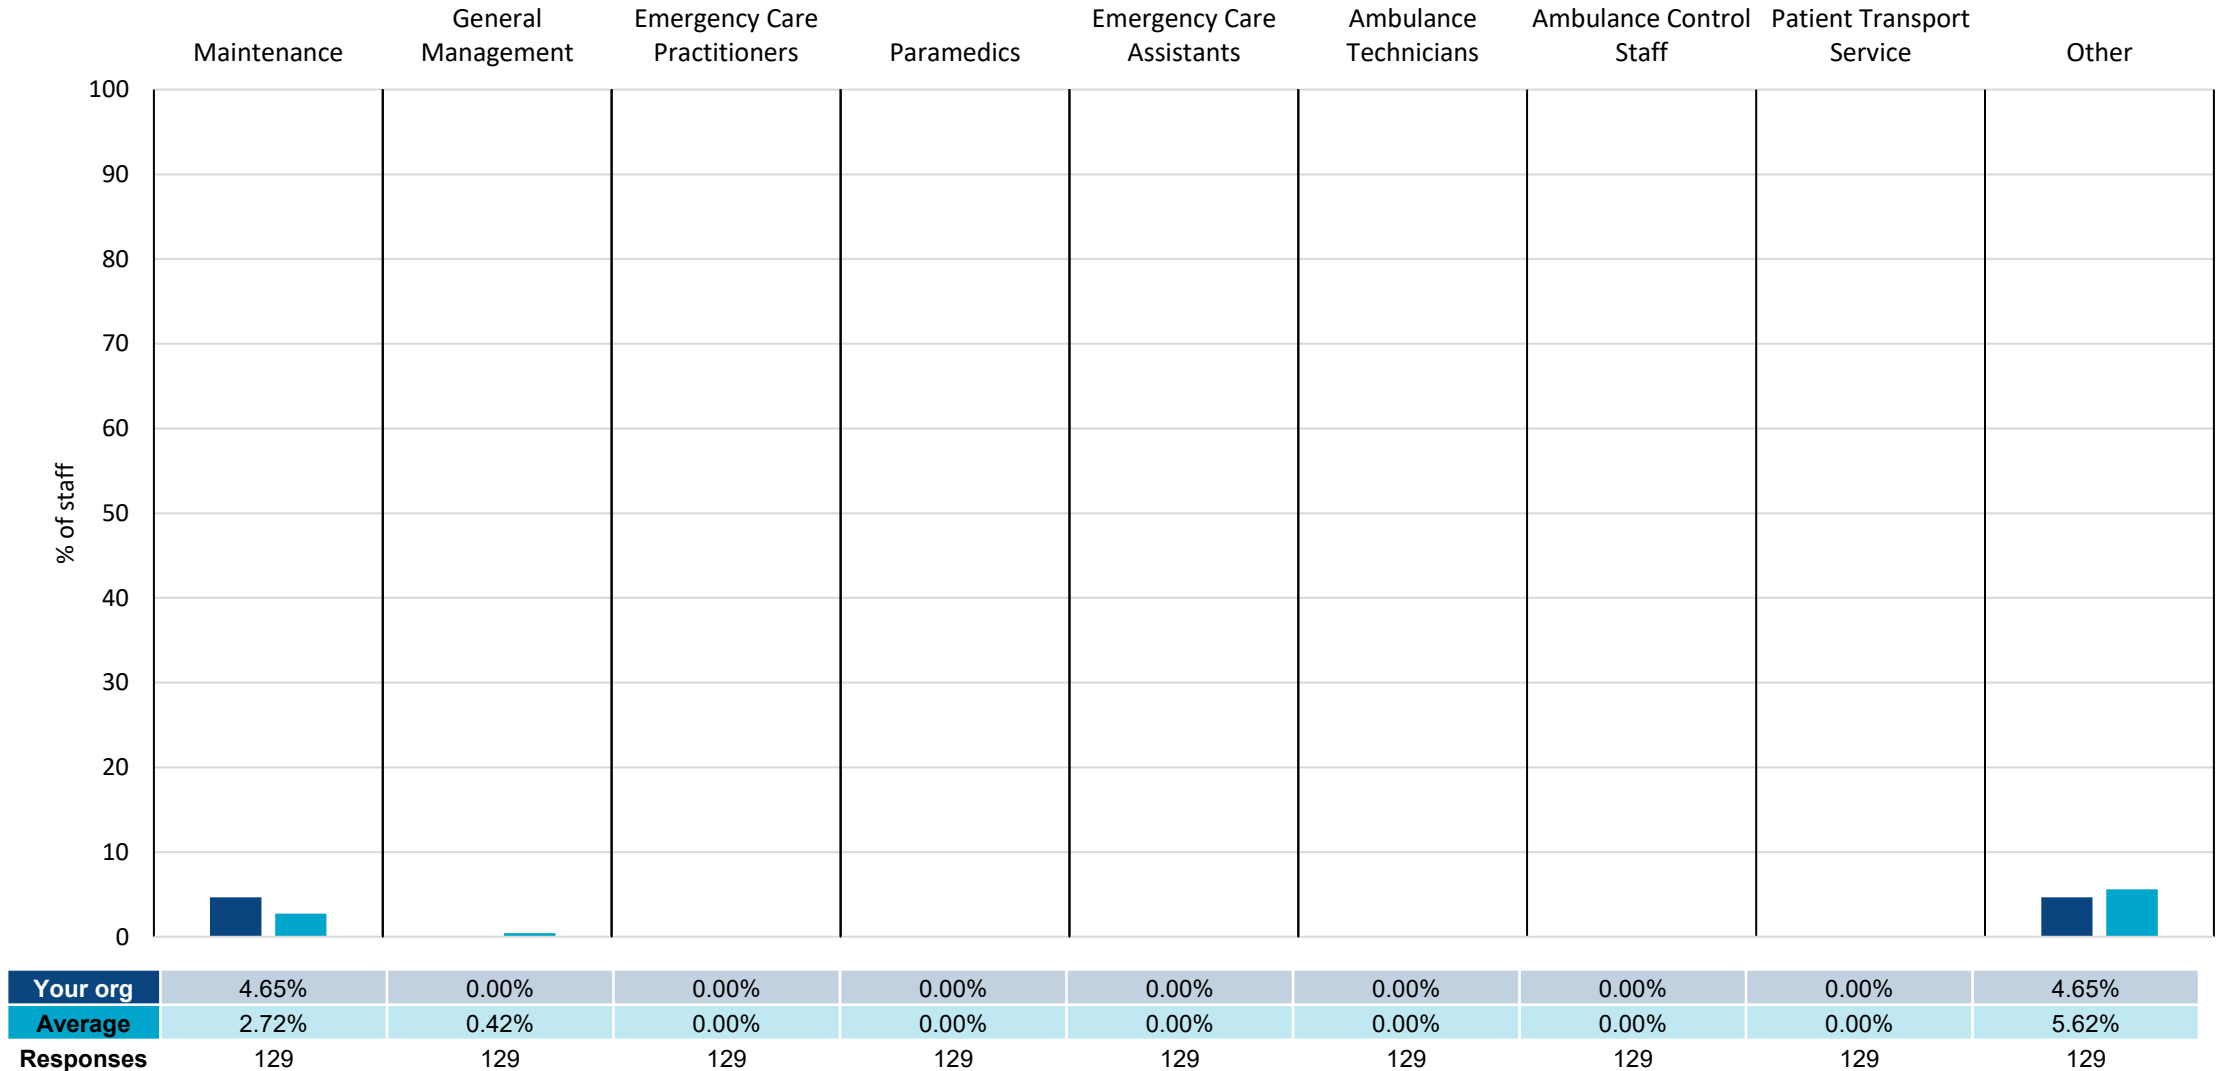 Maintenance
General
Management
Emergency Care
Practitioners
Paramedics
Emergency Care
Assistants
Ambulance
Technicians
Ambulance Control
Staff
Patient Transport
Service
Other
% of staff
100
90
80
70
60
50
40
30
20
10
0
Your org 4.65% 0.00% 0.00% 0.00% 0.00% 0.00% 0.00% 0.00% 4.65%
Average 2.72% 0.42% 0.00% 0.00% 0.00% 0.00% 0.00% 0.00% 5.62%
Responses 129 129 129 129 129 129 129 129 129